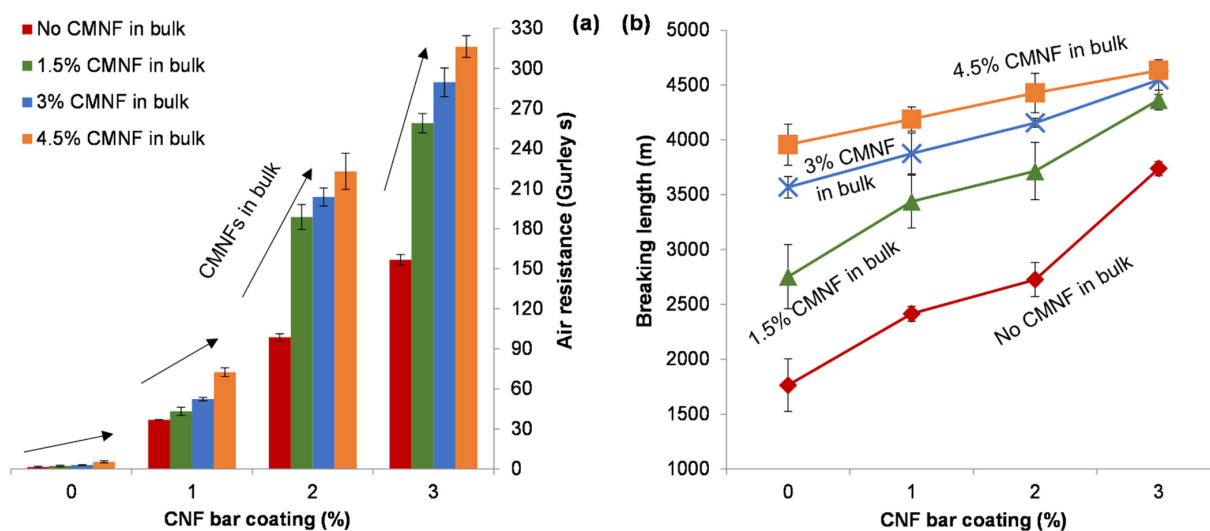 No CMNF in bulk
1.5% CMNF in bulk
3% CMNF in bulk
4.5% CMNF in bulk
CMNFs in bulk
(a)
330
300
270
240
210
180
150
120
90
60
30
0
Air resistance (Gurley s)
0 1 2 3
CNF bar coating (%)
(b)
5000
4500
4000
3500
3000
2500
2000
1500
1000
Breaking length (m)
4.5% CMNF in bulk
3% CMNF
in bulk
1.5% CMNF in bulk
No CMNF in bulk
0 1 2 3
CNF bar coating (%)